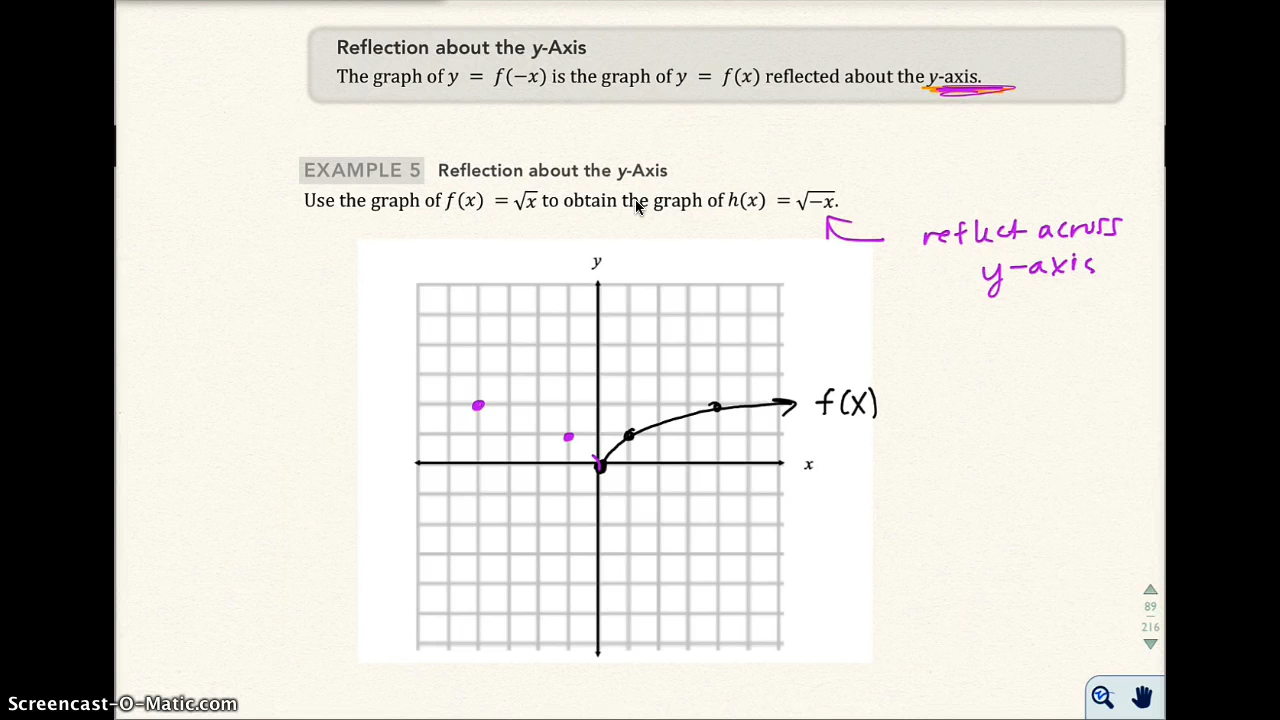 Reflection about the y-Axis
The graph of y = f(−x) is the graph of y = f(x) reflected about the y-axis.
EXAMPLE 5 Reflection about the y-Axis
Use the graph of f(x) = √x to obtain the graph of h(x) = √−x.
reflect across
y-axis
y
f(x)
x
89
216
Screencast-O-Matic.com